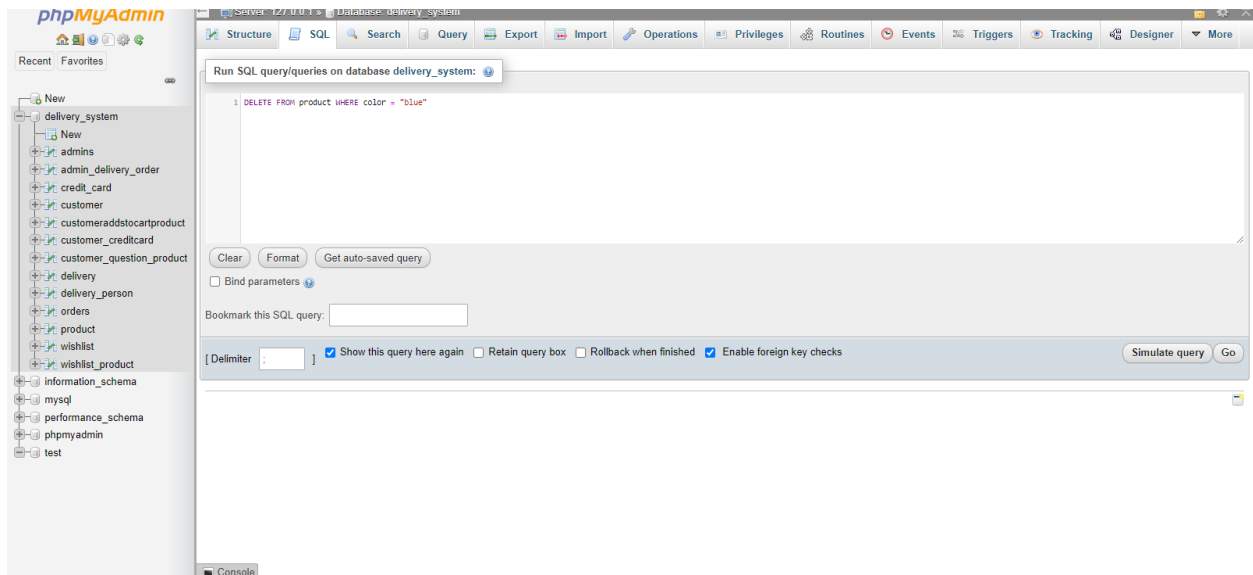 phpMyAdmin
Server: 127.0.0.1 » Database: delivery_system
Structure SQL Search Query Export Import Operations Privileges Routines Events Triggers Tracking Designer More
Recent Favorites
Run SQL query/queries on database delivery_system:
1 DELETE FROM product WHERE color = "blue"
New
delivery_system
New
admins
admin_delivery_order
credit_card
customer
customeraddstocartproduct
customer_creditcard
customer_question_product
delivery
delivery_person
orders
product
wishlist
wishlist_product
information_schema
mysql
performance_schema
phpmyadmin
test
Clear Format Get auto-saved query
Bind parameters
Bookmark this SQL query:
[ Delimiter ; ] Show this query here again Retain query box Rollback when finished Enable foreign key checks Simulate query Go
Console